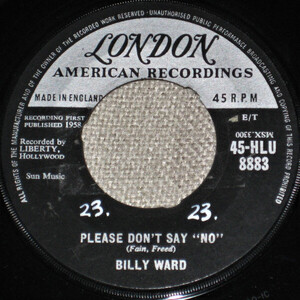 ALL RIGHTS OF THE MANUFACTURER AND OF THE OWNER OF THE RECORDED WORK RESERVED
UNAUTHORISED PUBLIC PERFORMANCE BROADCASTING AND COPYING OF THIS RECORD PROHIBITED
LONDON
AMERICAN RECORDINGS
MADE IN ENGLAND
45 R.P.M
RECORDING FIRST
PUBLISHED 1958
E/T
MSX.3300
Recorded by
LIBERTY,
HOLLYWOOD
45-HLU
8883
Sun Music
23. 23.
PLEASE DON'T SAY "NO"
(Fain, Freed)
BILLY WARD